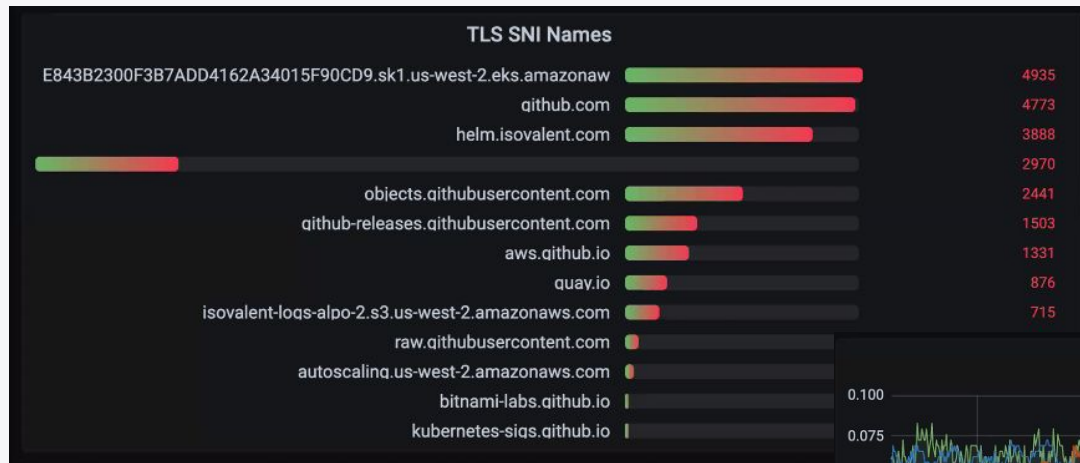 TLS SNI Names
E843B2300F3B7ADD4162A34015F90CD9.sk1.us-west-2.eks.amazonaw 4935
github.com 4773
helm.isovalent.com 3888
2970
objects.githubusercontent.com 2441
github-releases.githubusercontent.com 1503
aws.github.io 1331
quay.io 876
isovalent-logs-alpo-2.s3.us-west-2.amazonaws.com 715
raw.githubusercontent.com
autoscaling.us-west-2.amazonaws.com
0.100
bitnami-labs.github.io
kubernetes-sigs.github.io
0.075